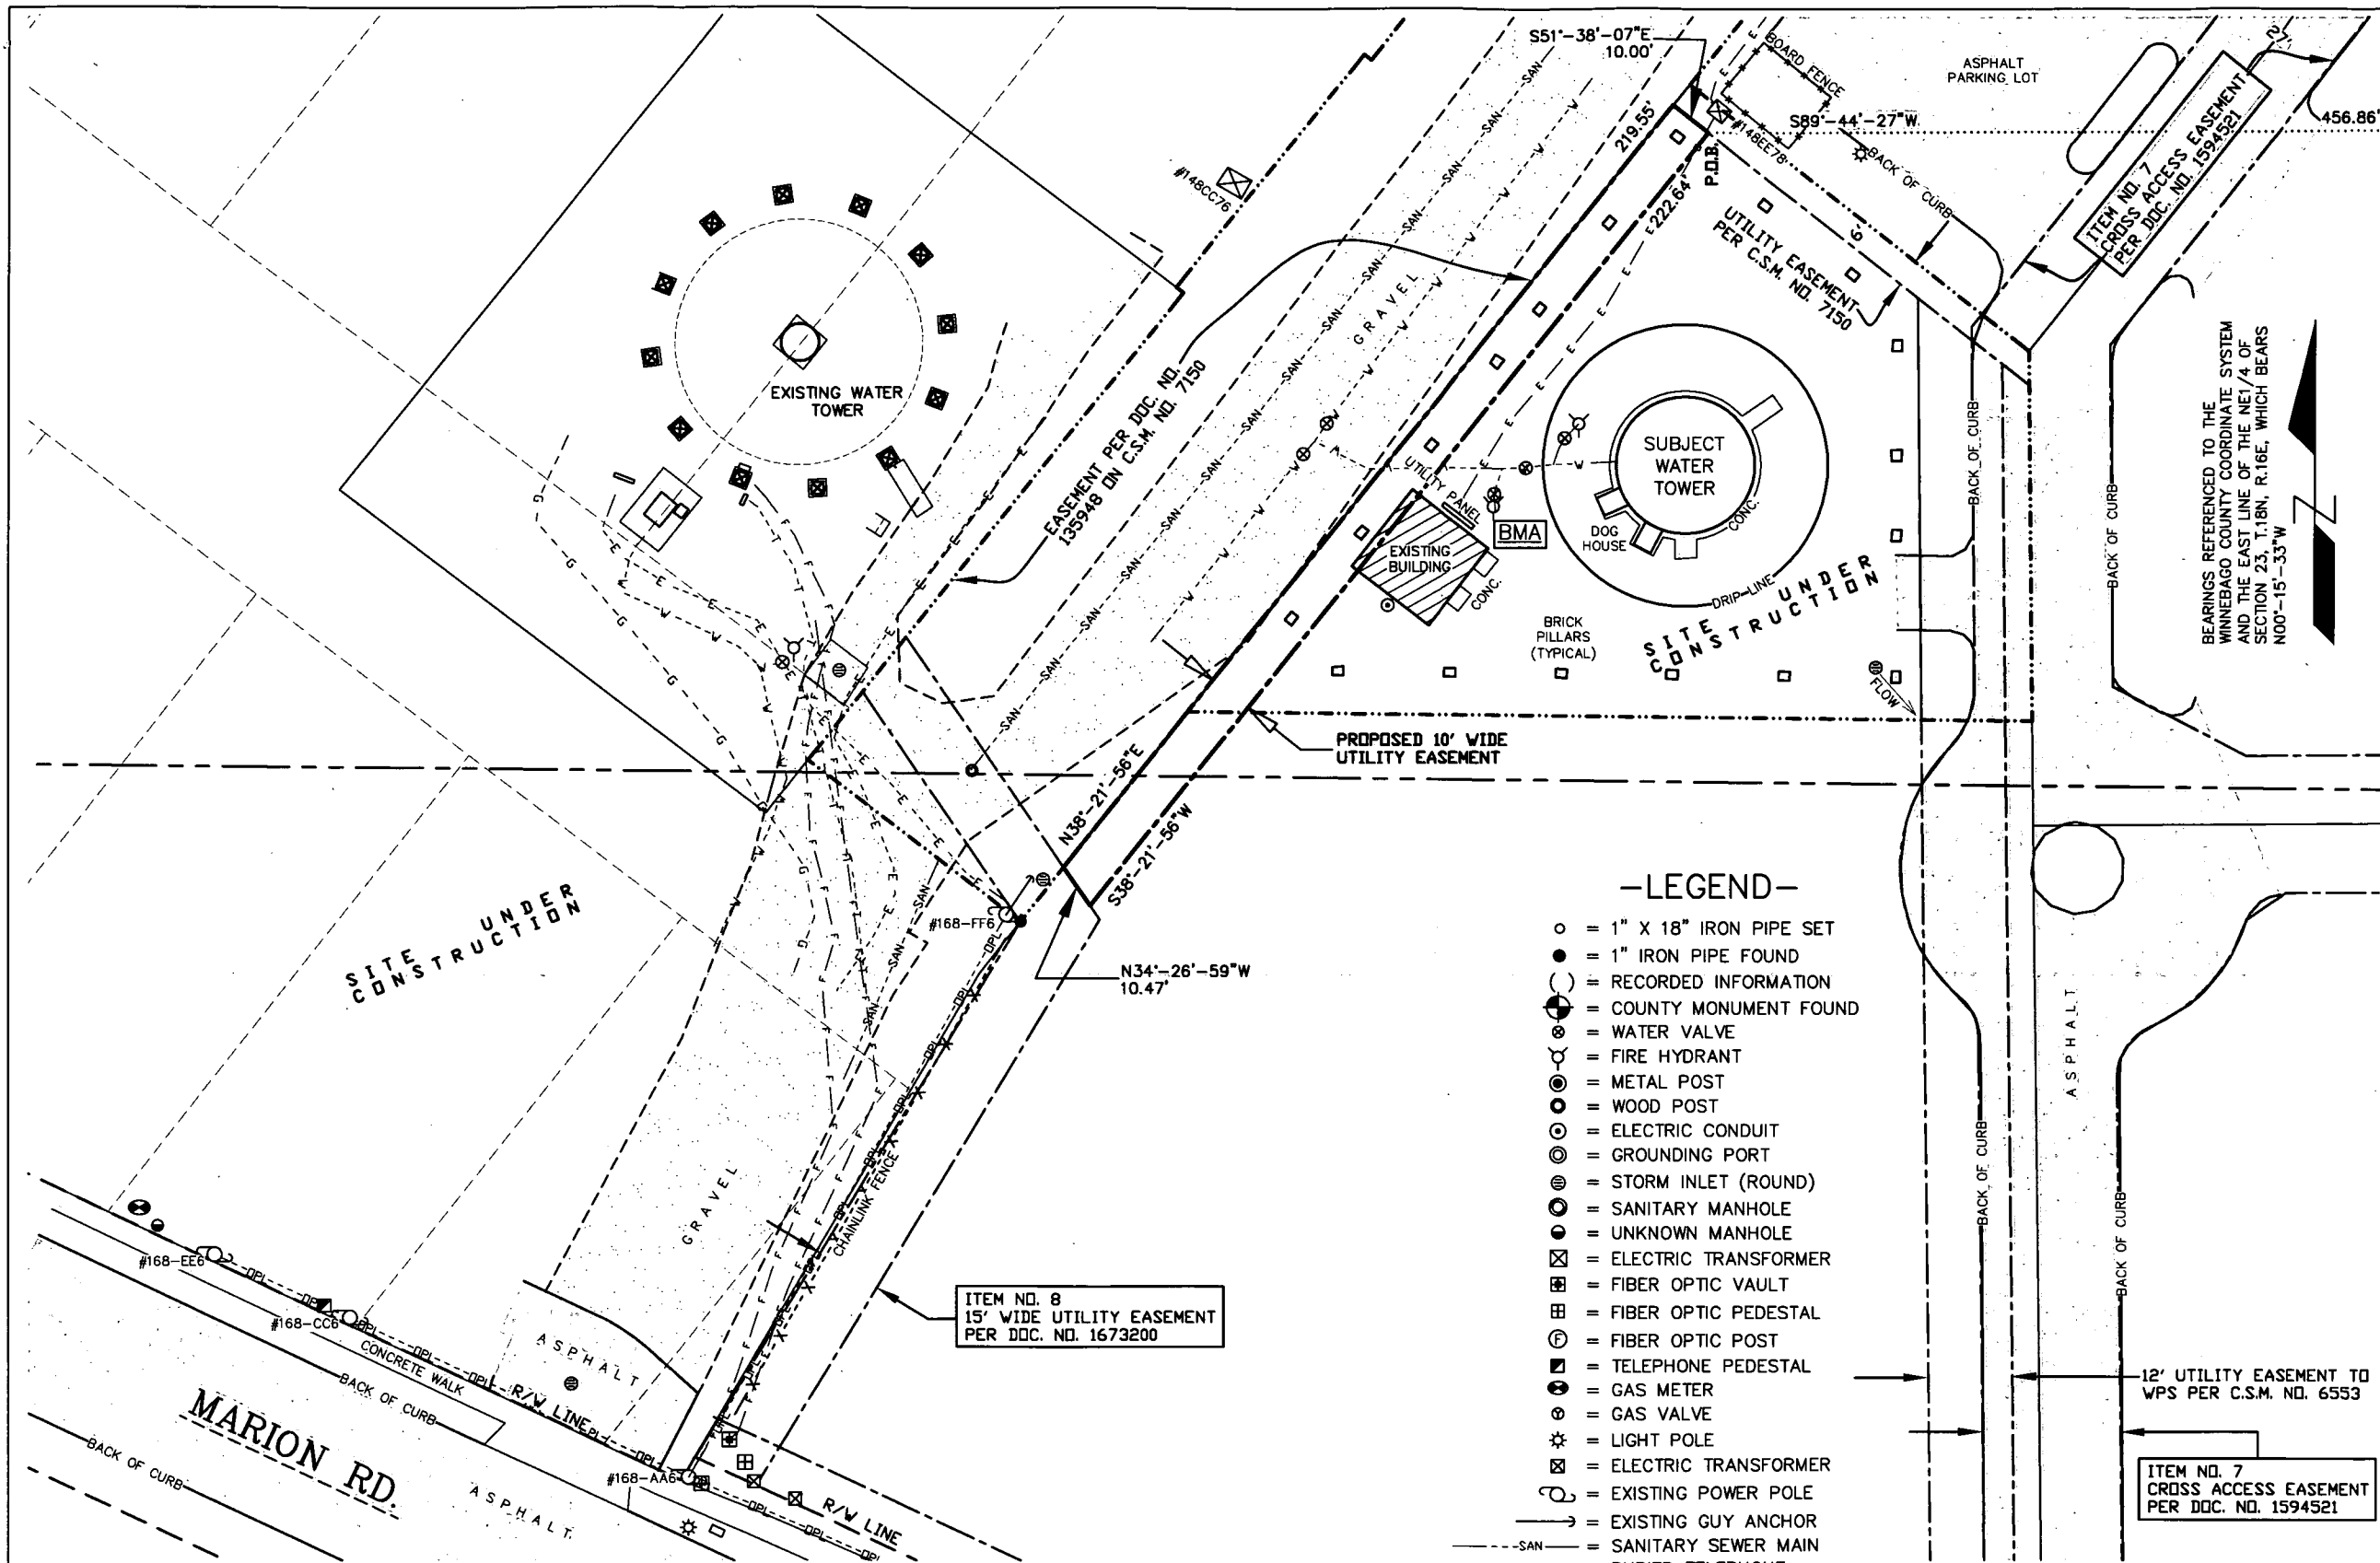 S51°-38'-07"E
10.00'
BOARD FENCE
ASPHALT
PARKING LOT
27'
ITEM NO. 7
CROSS ACCESS EASEMENT
PER DOC. NO. 1594521
S89°-44'-27"W
456.86'
#148EE78
P.O.B.
BACK OF CURB
219.55'
222.64'
#148CC76
UTILITY EASEMENT
PER C.S.M. NO. 7150
6'
GRAVEL
EXISTING WATER
TOWER
EASEMENT PER DOC. NO.
135948 ON C.S.M. NO. 7150
BEARINGS REFERENCED TO THE
WINNEBAGO COUNTY COORDINATE SYSTEM
AND THE EAST LINE OF THE NE1/4 OF
SECTION 23, T.18N, R.16E, WHICH BEARS
N00°-15'-33"W
UTILITY PANEL
SUBJECT
WATER
TOWER
CONC.
BMA
DOG
HOUSE
EXISTING
BUILDING
CONC.
DRIP-LINE
BRICK
PILLARS
(TYPICAL)
SITE UNDER
CONSTRUCTION
FLOW
BACK OF CURB
BACK OF CURB
PROPOSED 10' WIDE
UTILITY EASEMENT
N38°-21'-56"E
S38°-21'-56"W
#168-FF6
N34°-26'-59"W
10.47'
SITE UNDER
CONSTRUCTION
-LEGEND-
= 1" X 18" IRON PIPE SET
= 1" IRON PIPE FOUND
( ) = RECORDED INFORMATION
= COUNTY MONUMENT FOUND
= WATER VALVE
= FIRE HYDRANT
= METAL POST
= WOOD POST
= ELECTRIC CONDUIT
= GROUNDING PORT
= STORM INLET (ROUND)
= SANITARY MANHOLE
= UNKNOWN MANHOLE
= ELECTRIC TRANSFORMER
= FIBER OPTIC VAULT
= FIBER OPTIC PEDESTAL
F = FIBER OPTIC POST
= TELEPHONE PEDESTAL
= GAS METER
= GAS VALVE
= LIGHT POLE
= ELECTRIC TRANSFORMER
= EXISTING POWER POLE
= EXISTING GUY ANCHOR
SAN = SANITARY SEWER MAIN
ASPHALT
BACK OF CURB
BACK OF CURB
GRAVEL
CHAINLINK FENCE
ITEM NO. 8
15' WIDE UTILITY EASEMENT
PER DOC. NO. 1673200
#168-EE6
#168-CC6
CONCRETE WALK
BACK OF CURB
ASPHALT
R/W LINE
MARION RD.
BACK OF CURB
#168-AA6
ASPHALT
R/W LINE
12' UTILITY EASEMENT TO
WPS PER C.S.M. NO. 6553
ITEM NO. 7
CROSS ACCESS EASEMENT
PER DOC. NO. 1594521